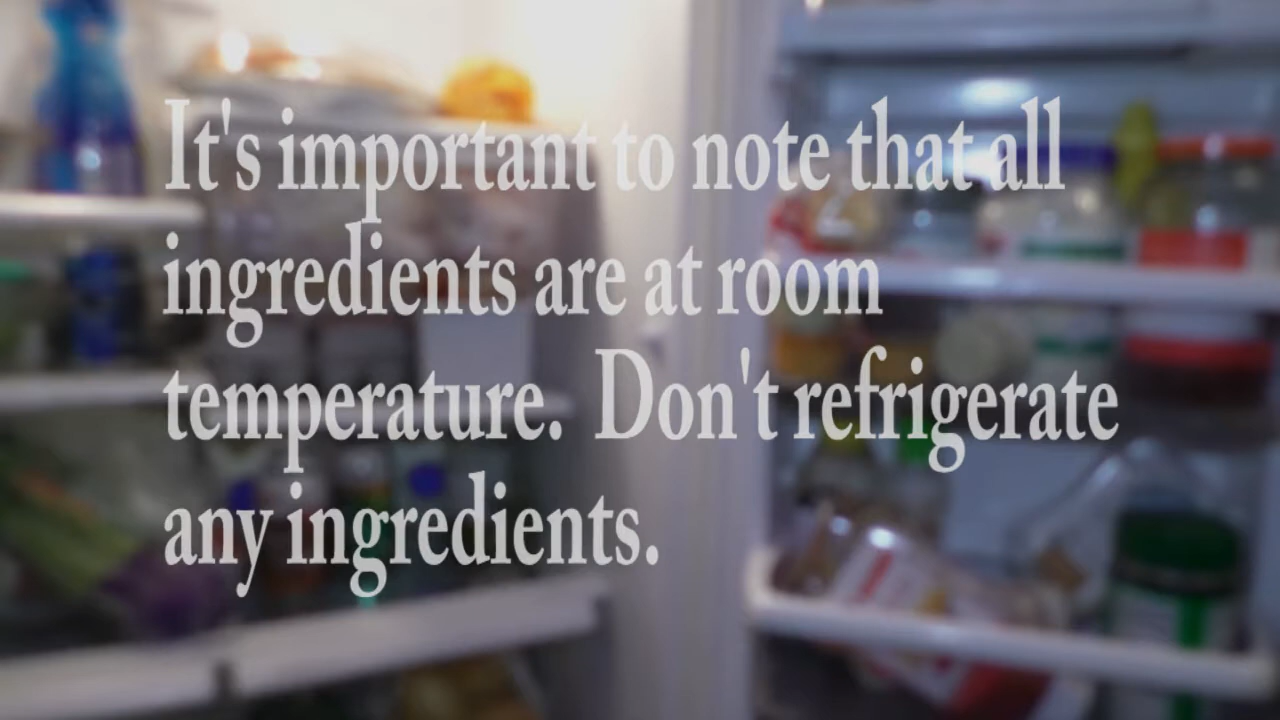 It's important to note that all
ingredients are at room
temperature. Don't refrigerate
any ingredients.